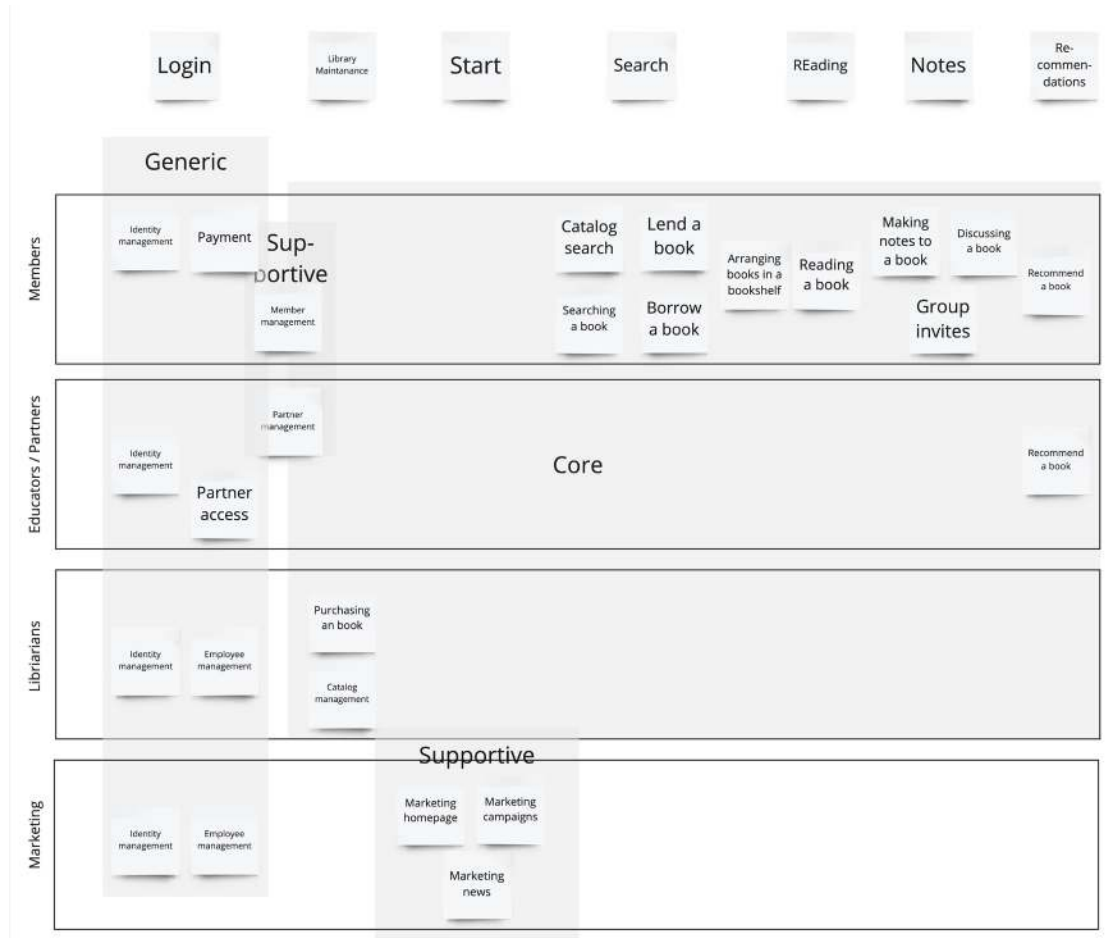 Login
Library
Maintanance
Start
Search
REading
Notes
Re-
commen-
dations
Generic
Members
Identity
management
Payment
Sup-
portive
Member
management
Catalog
search
Lend a
book
Searching
a book
Borrow
a book
Arranging
books in a
bookshelf
Reading
a book
Making
notes to
a book
Discussing
a book
Group
invites
Recommend
a book
Educators / Partners
Identity
management
Partner
access
Partner
management
Core
Recommend
a book
Libriarians
Identity
management
Employee
management
Purchasing
an book
Catalog
management
Supportive
Marketing
Identity
management
Employee
management
Marketing
homepage
Marketing
campaigns
Marketing
news